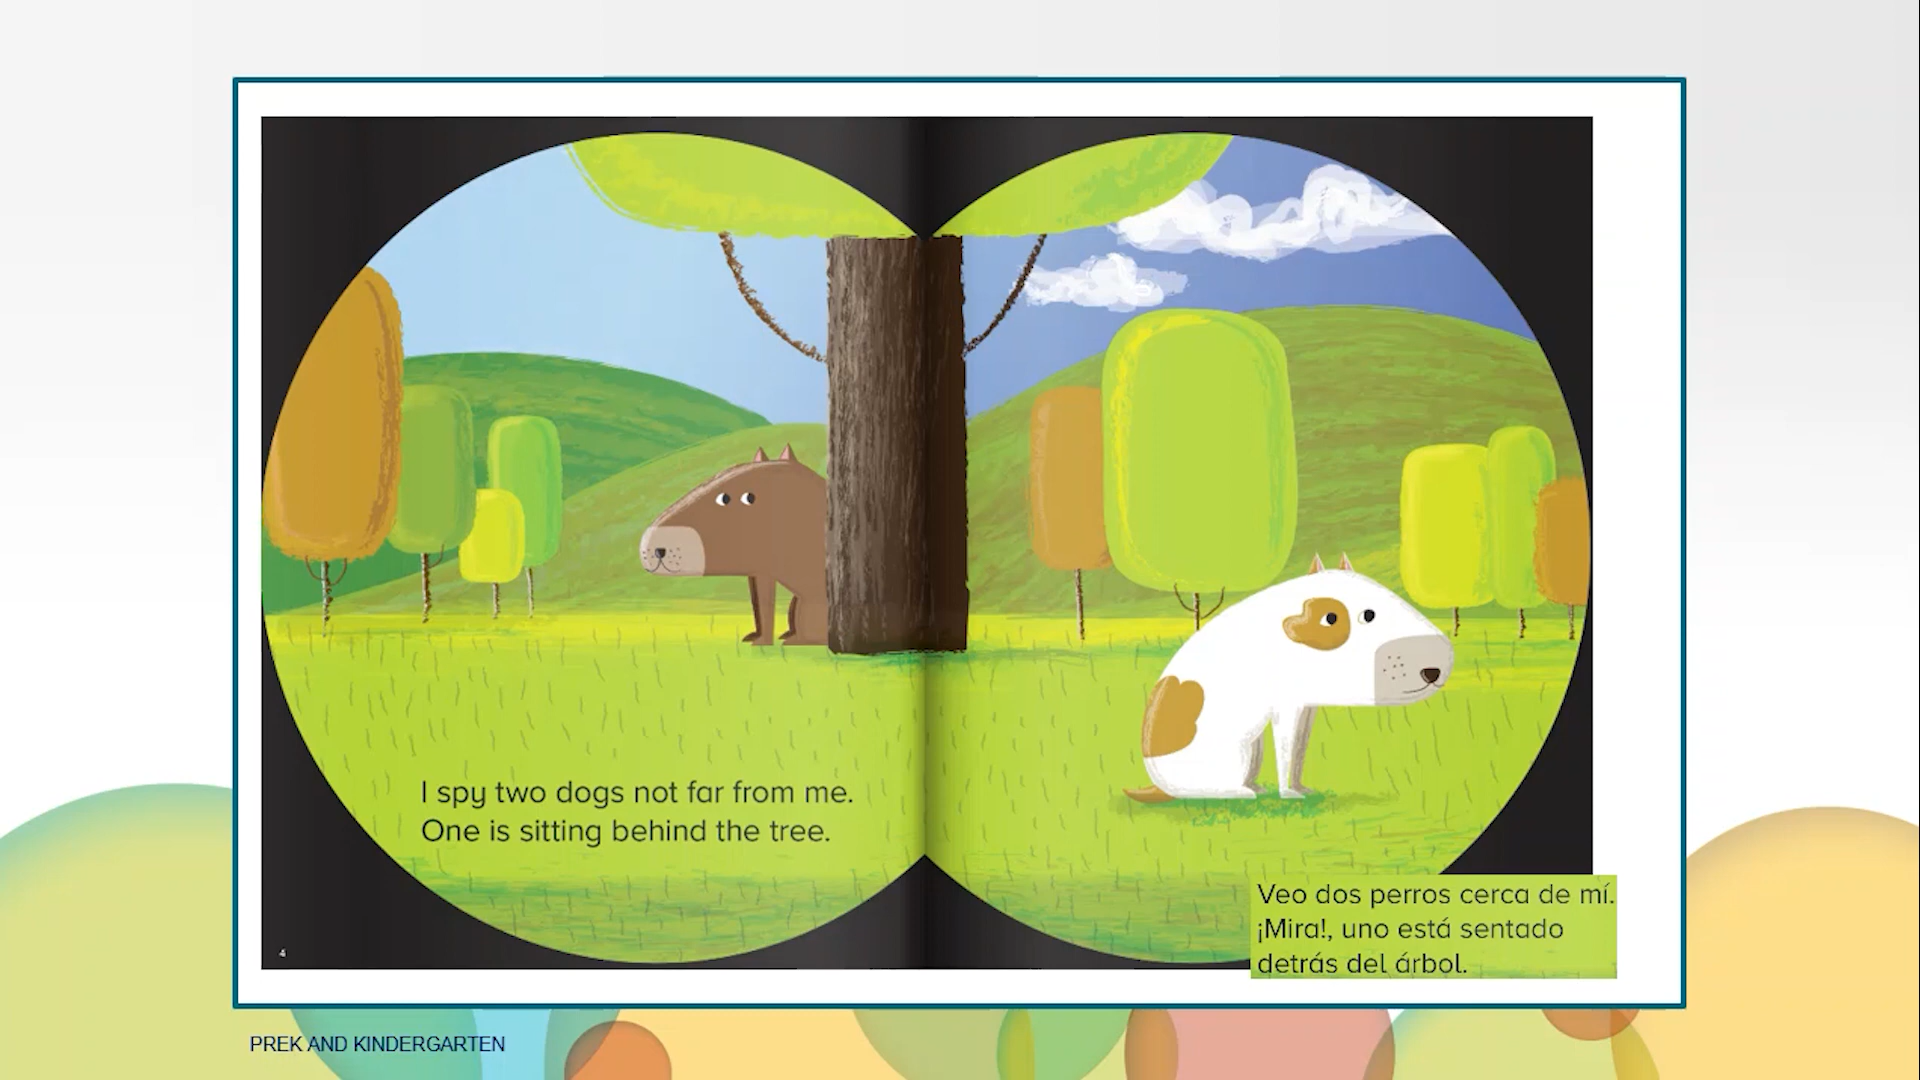 I spy two dogs not far from me.
One is sitting behind the tree.
Veo dos perros cerca de mí.
¡Mira!, uno está sentado
detrás del árbol.
4
PREK AND KINDERGARTEN